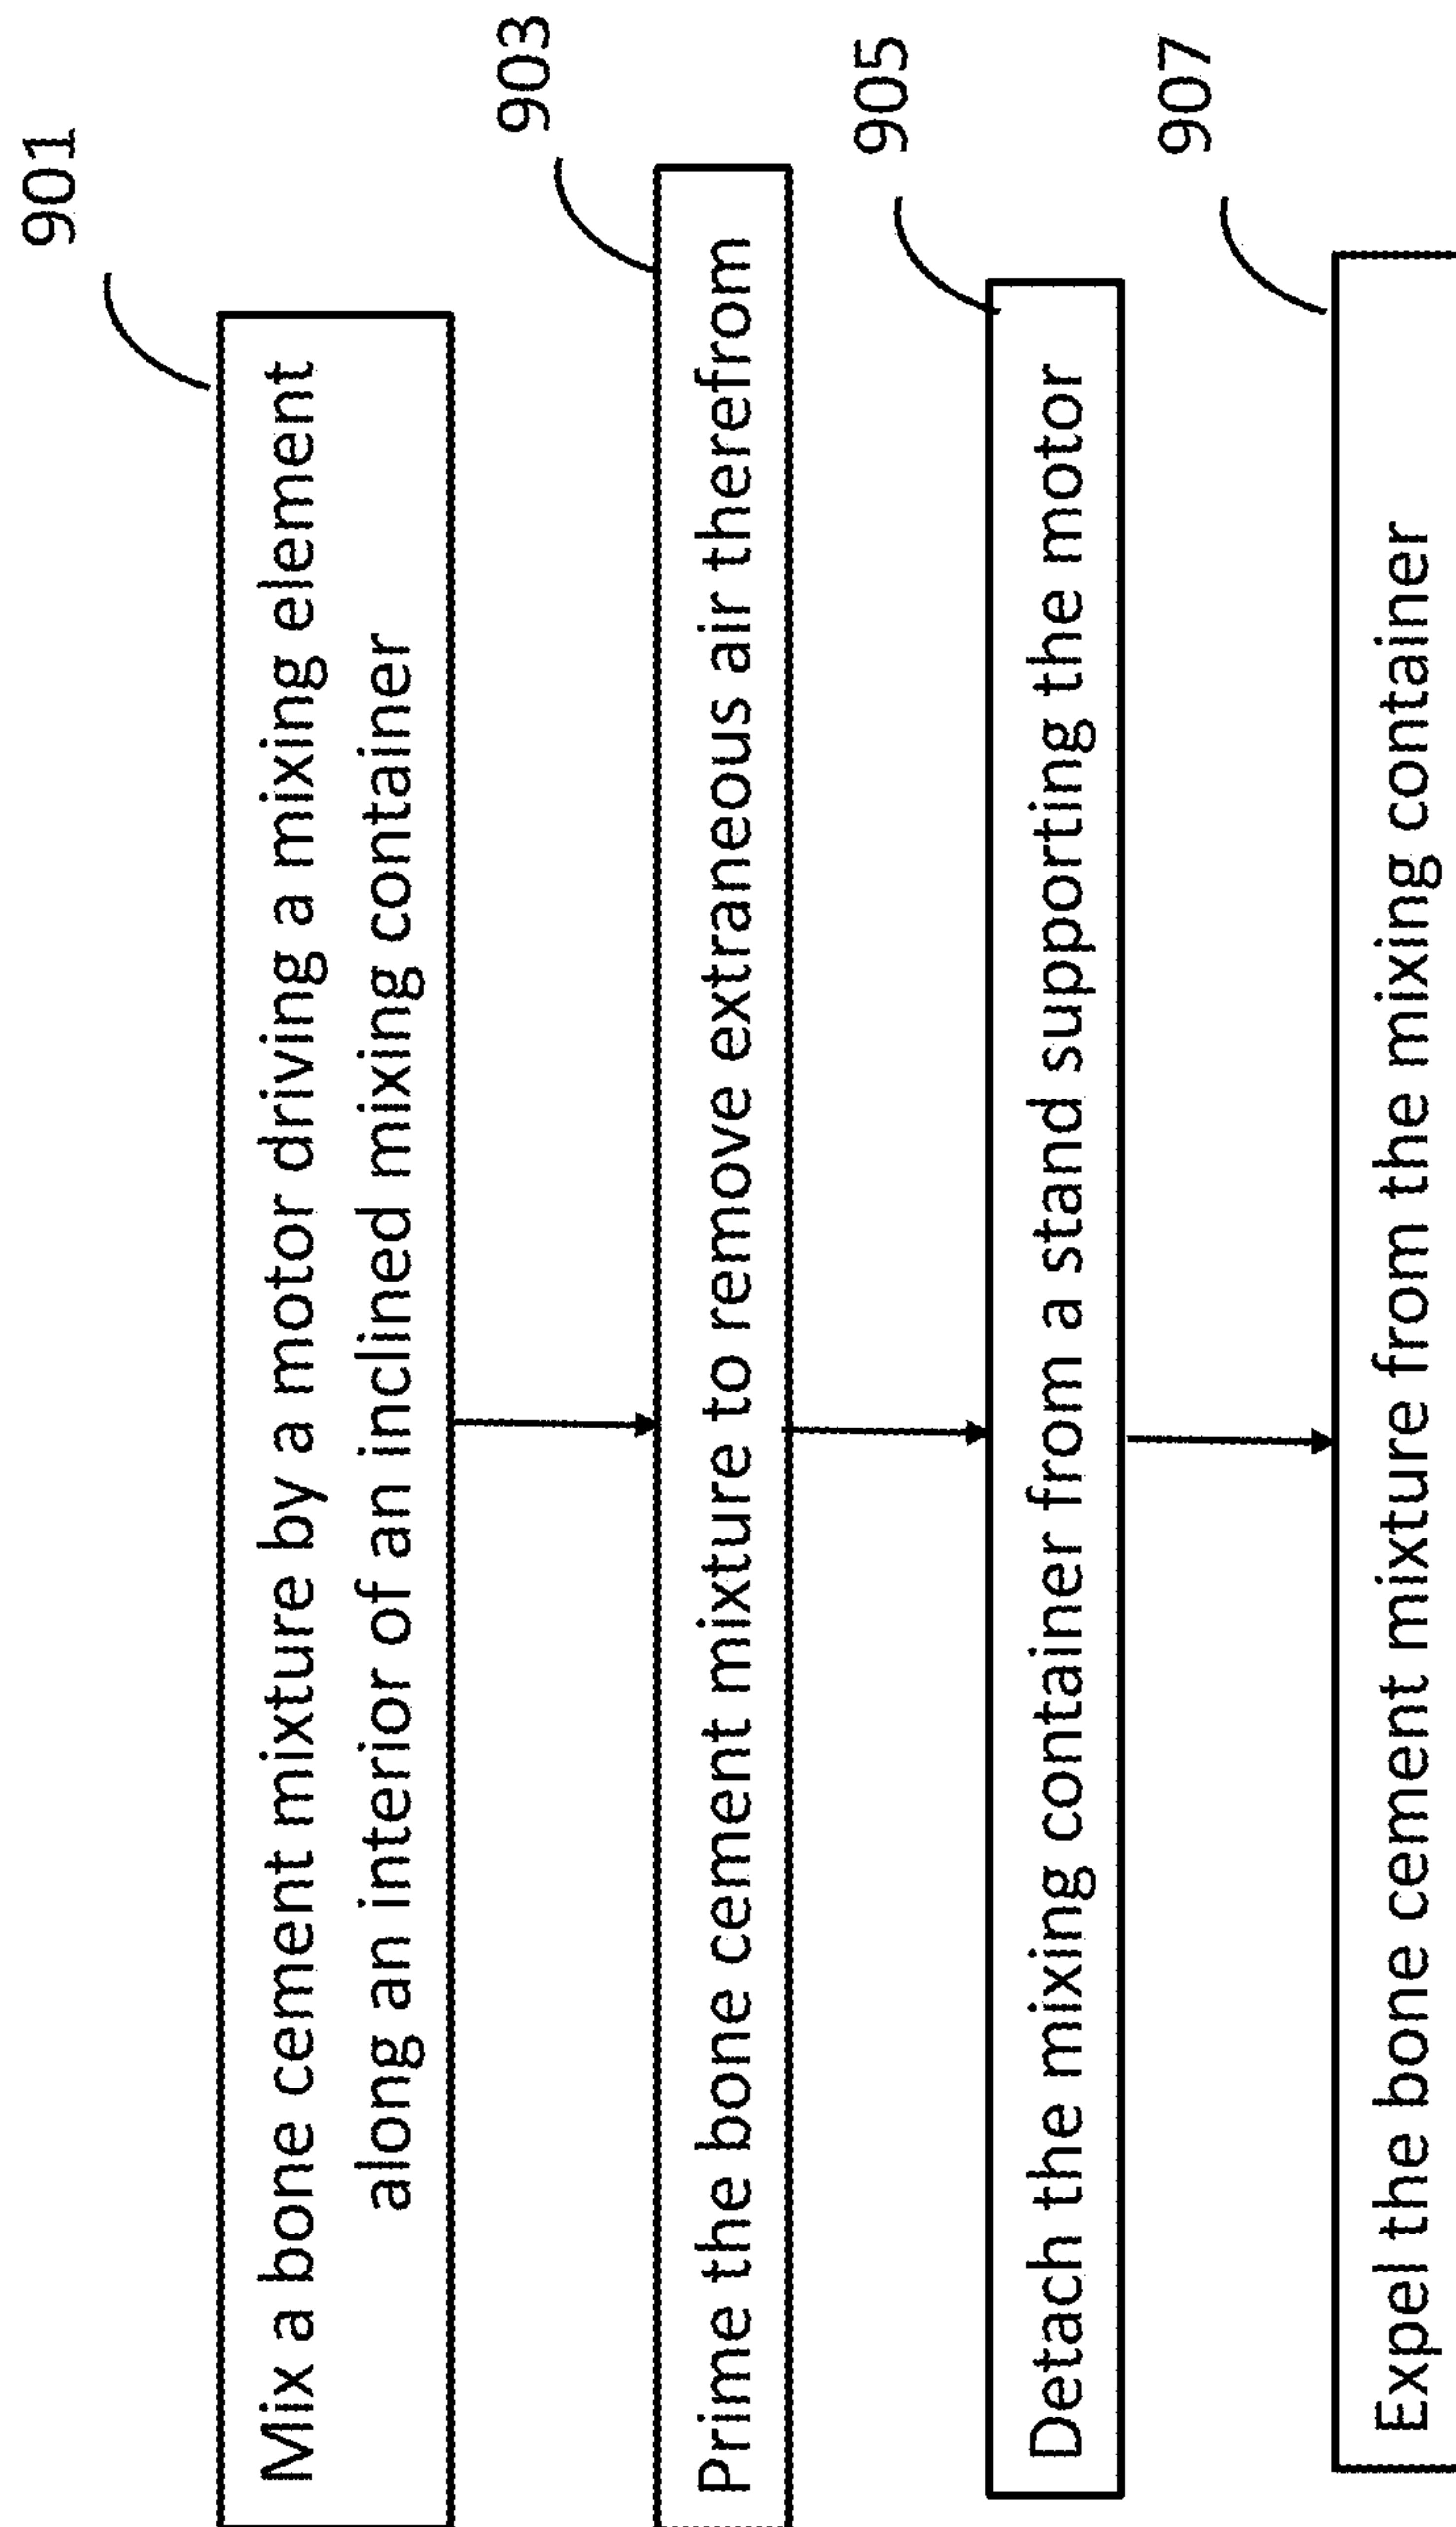 901
Mix a bone cement mixture by a motor driving a mixing element
along an interior of an inclined mixing container
903
Prime the bone cement mixture to remove extraneous air therefrom
905
Detach the mixing container from a stand supporting the motor
907
Expel the bone cement mixture from the mixing container